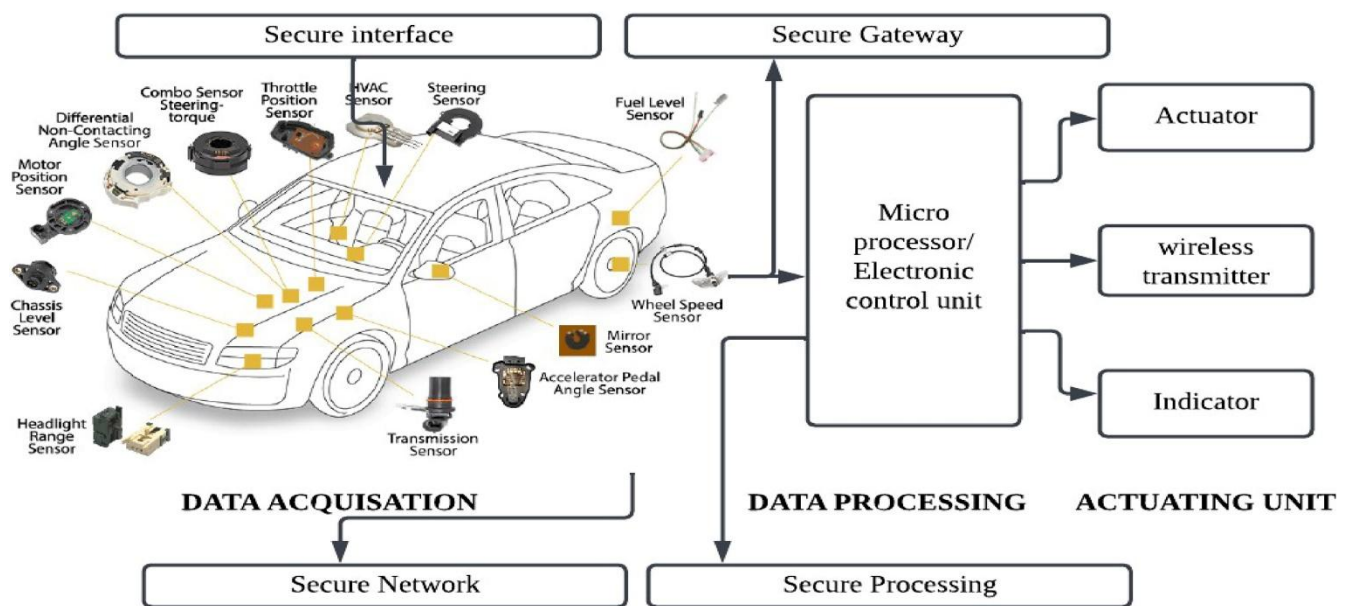 Secure interface
Secure Gateway
Combo Sensor
Steering-
torque
Throttle
Position
Sensor
HVAC
Sensor
Steering
Sensor
Fuel Level
Sensor
Differential
Non-Contacting
Angle Sensor
Motor
Position
Sensor
Chassis
Level
Sensor
Headlight
Range
Sensor
Transmission
Sensor
Accelerator Pedal
Angle Sensor
Mirror
Sensor
Wheel Speed
Sensor
Micro
processor/
Electronic
control unit
Actuator
wireless
transmitter
Indicator
DATA ACQUISATION
DATA PROCESSING
ACTUATING UNIT
Secure Network
Secure Processing